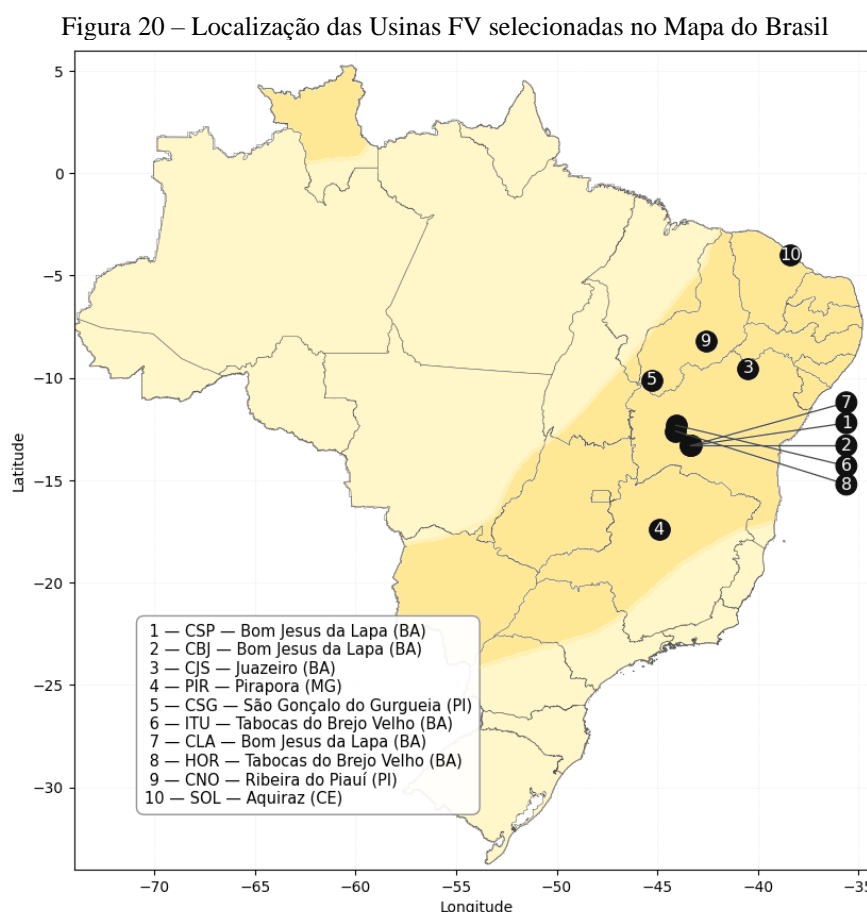 Figura 20 – Localização das Usinas FV selecionadas no Mapa do Brasil
5
0
−5
−10
−15
−20
−25
−30
Latitude
10
9
3
5
7
1
2
6
8
4
1 — CSP — Bom Jesus da Lapa (BA)
2 — CBJ — Bom Jesus da Lapa (BA)
3 — CJS — Juazeiro (BA)
4 — PIR — Pirapora (MG)
5 — CSG — São Gonçalo do Gurgueia (PI)
6 — ITU — Tabocas do Brejo Velho (BA)
7 — CLA — Bom Jesus da Lapa (BA)
8 — HOR — Tabocas do Brejo Velho (BA)
9 — CNO — Ribeira do Piauí (PI)
10 — SOL — Aquiraz (CE)
−70 −65 −60 −55 −50 −45 −40 −35
Longitude